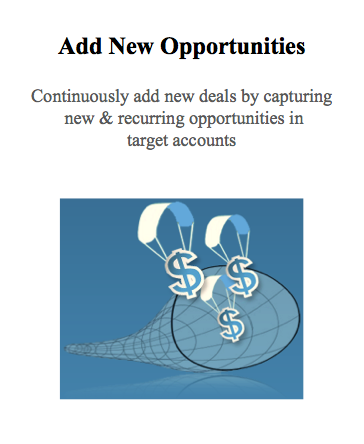 Add New Opportunities
Continuously add new deals by capturing
new & recurring opportunities in
target accounts
$
$
$